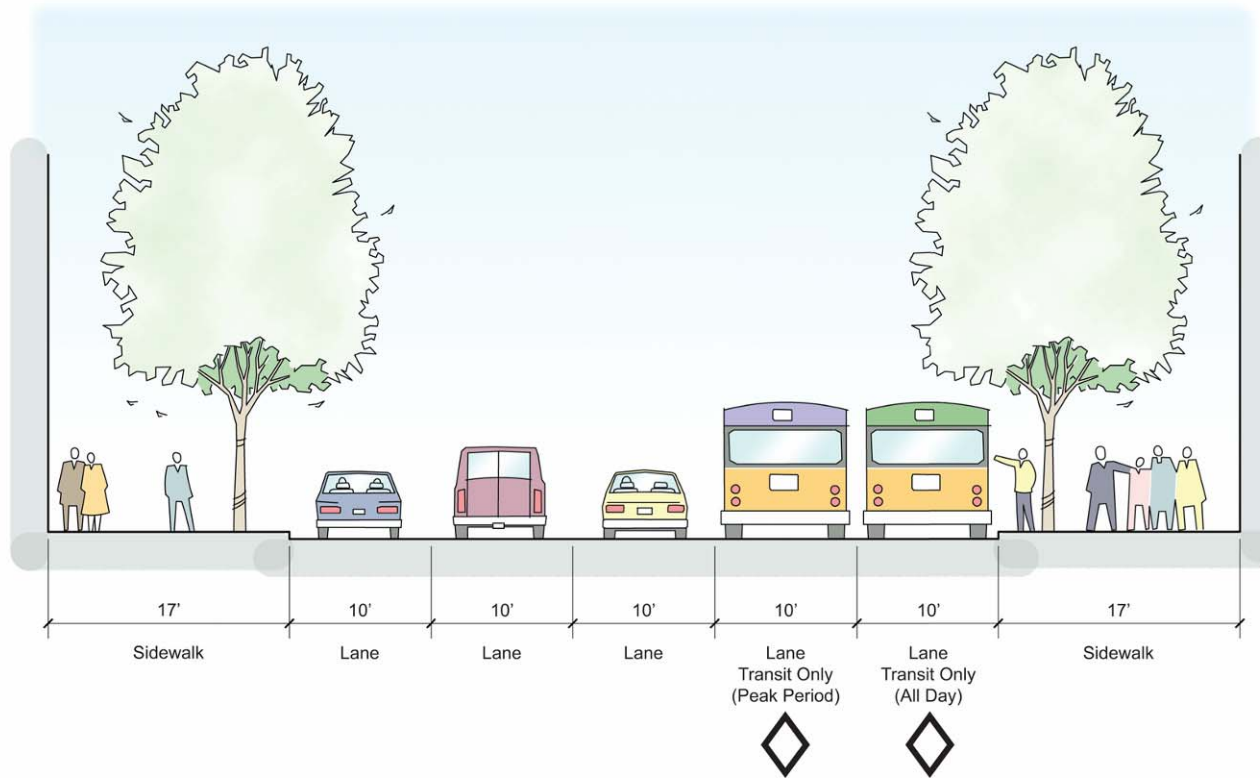 17' 10' 10' 10' 10' 10' 17'
Sidewalk Lane Lane Lane Lane Lane Sidewalk
Transit Only Transit Only
(Peak Period) (All Day)